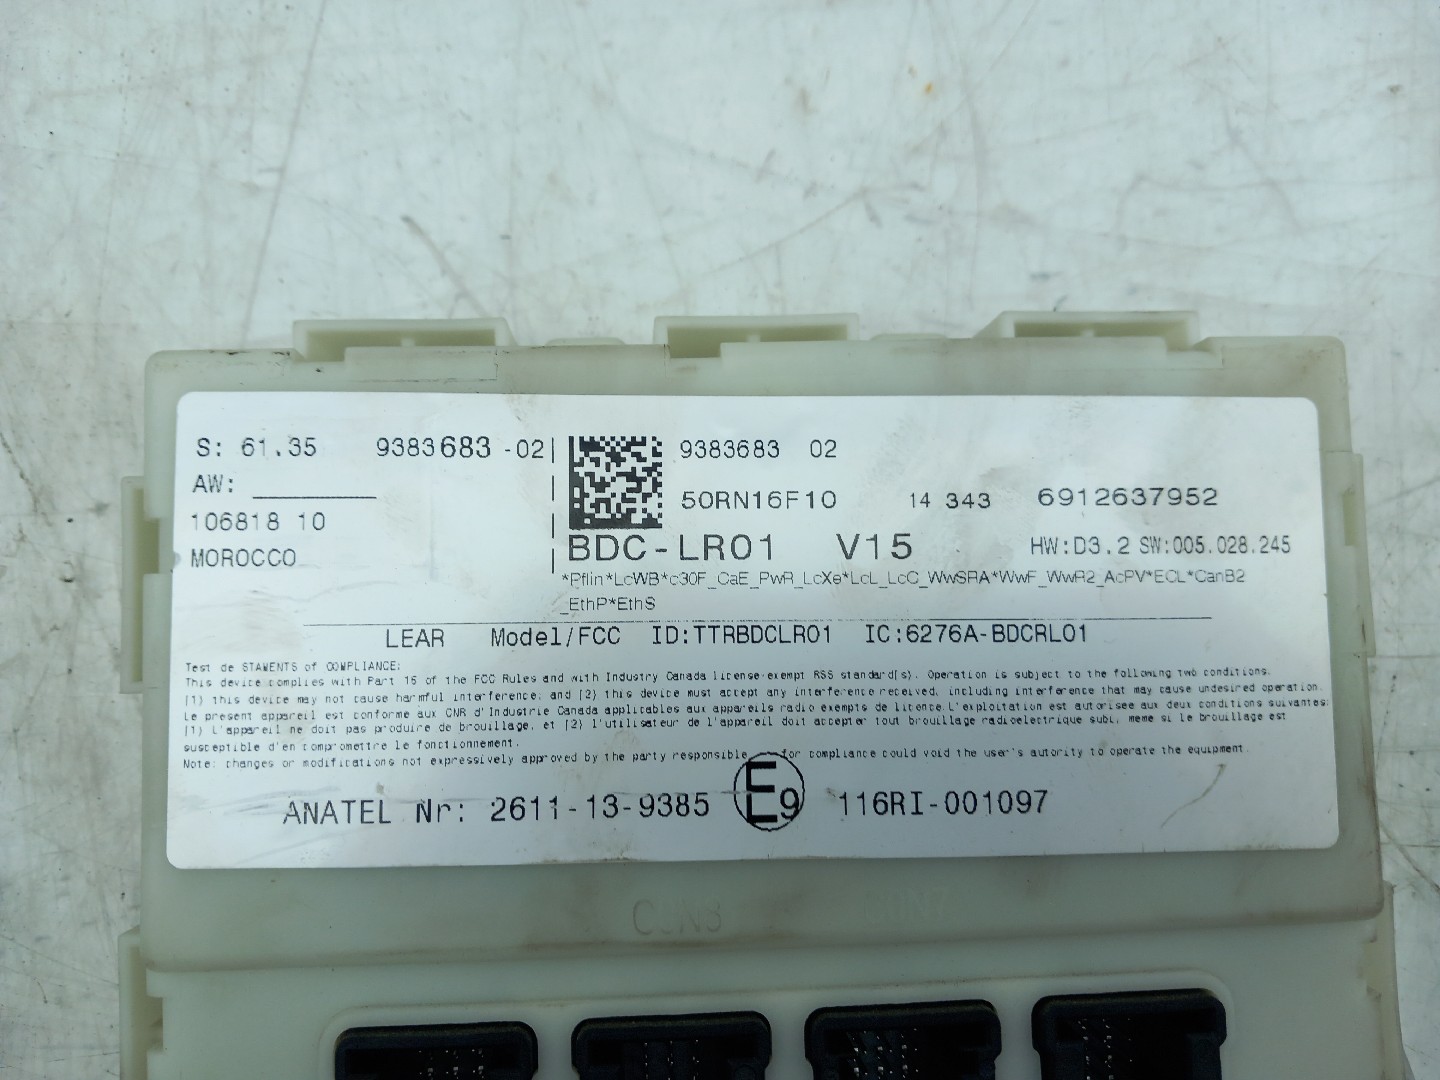 S: 61.35 9383683 -02
AW:
106818 10
MOROCCO
9383683 02
50RN16F10 14 343 6912637952
BDC-LR01 V15 HW:D3.2 SW:005.028.245
*Pflin*LcWB*c30F_CaE_PwR_LcXe*LcL_LcC_WwSRA*WwF_WwR2_AcPV*ECL*CanB2
_EthP*EthS
LEAR Model/FCC ID:TTRBDCLR01 IC:6276A-BDCRL01
Test de STAMENTS of COMPLIANCE:
This device complies with Part 15 of the FCC Rules and with Industry Canada license-exempt RSS standard(s). Operation is subject to the following two conditions.
(1) this device may not cause harmful interference, and (2) this device must accept any interference received, including interference that may cause undesired operation.
Le present appareil est conforme aux CNR d'Industrie Canada applicables aux appareils radio exempts de licence.L'exploitation est autorisee aux deux conditions suivantes:
(1) L'appareil ne doit pas produire de brouillage, et (2) l'utilisateur de l'appareil doit accepter tout brouillage radioelectrique subi, meme si le brouillage est
susceptible d'en compromettre le fonctionnement.
Note: changes or modifications not expressively approved by the party responsible for compliance could void the user's authority to operate the equipment.
ANATEL Nr: 2611-13-9385 E9 116RI-001097